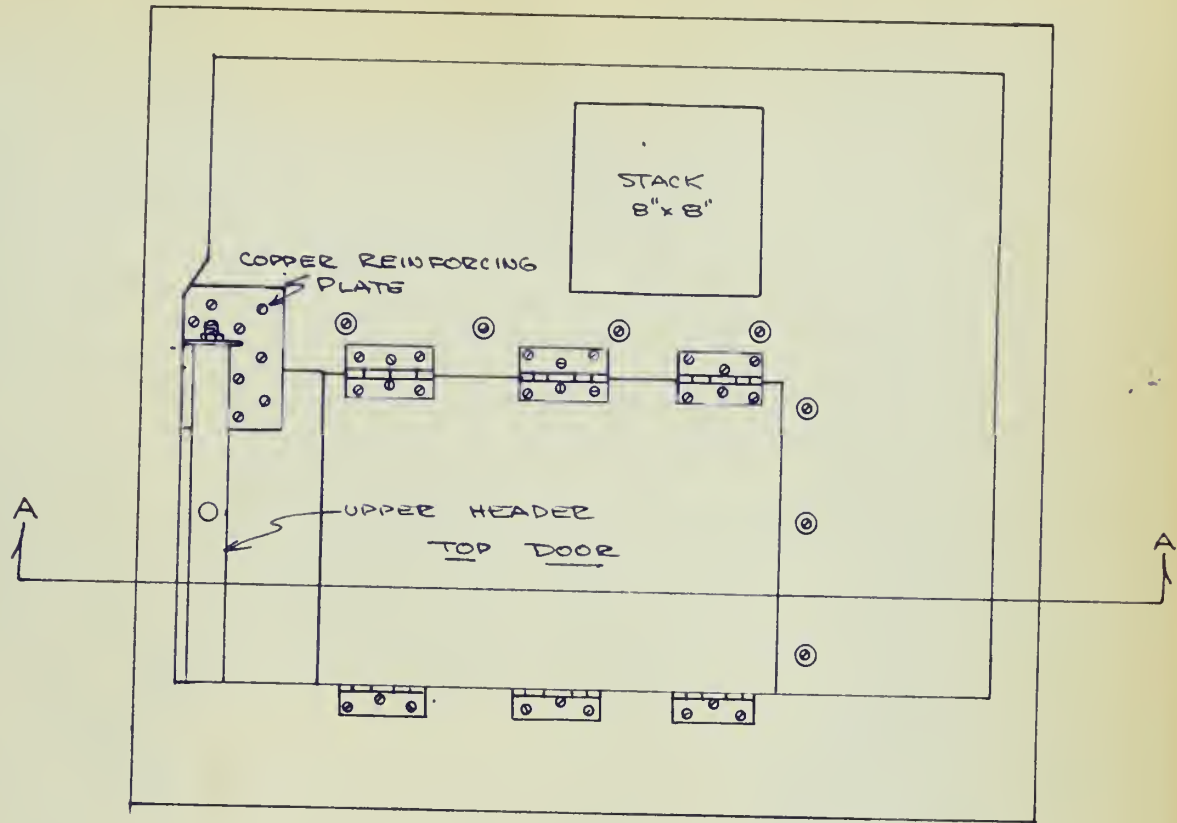 STACK
8" x 8"
COPPER REINFORCING
PLATE
A
UPPER HEADER
TOP DOOR
A